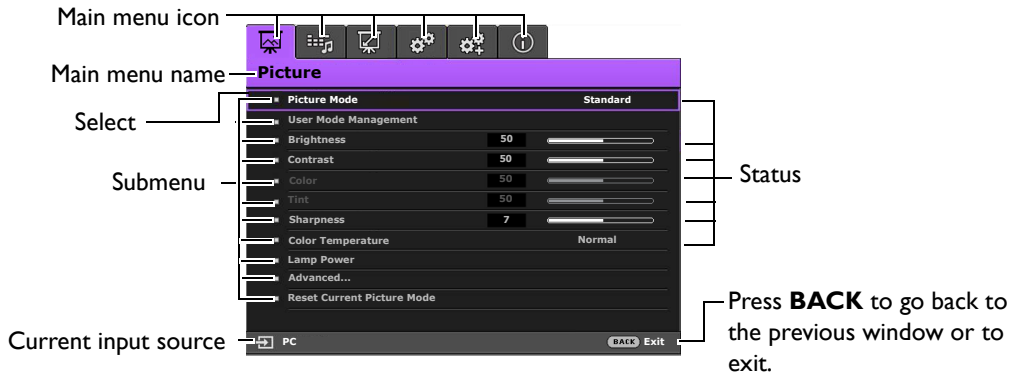 Main menu icon
Main menu name
Picture
Select
Picture Mode Standard
User Mode Management
Brightness 50
Contrast 50
Submenu
Color 50
Status
Tint 50
Sharpness 7
Color Temperature Normal
Lamp Power
Advanced...
Reset Current Picture Mode
Current input source
PC
BACK Exit
Press BACK to go back to
the previous window or to
exit.